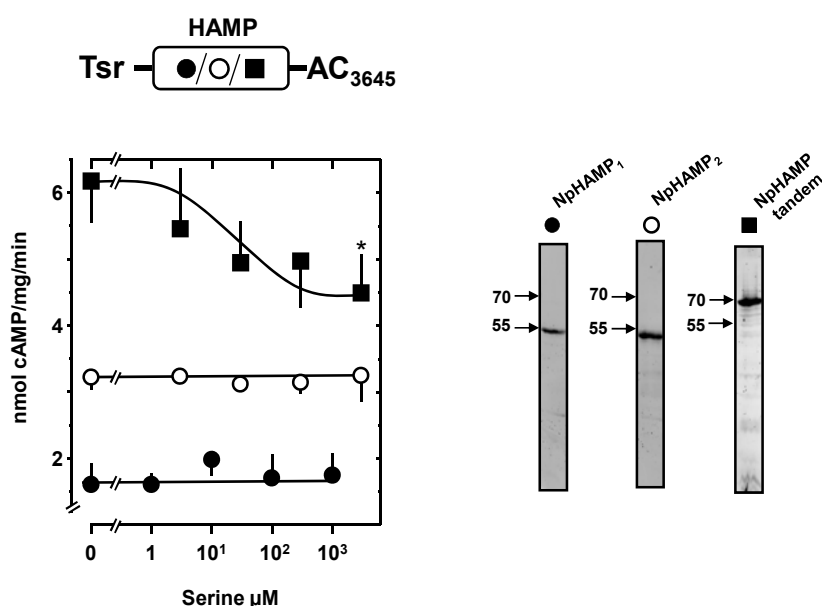 HAMP
Tsr ●/○/■ AC₃₆₄₅
nmol cAMP/mg/min
6
4
2
*
0 1 10¹ 10² 10³
Serine µM
NpHAMP₁
NpHAMP₂
NpHAMP
tandem
70
55
70
55
70
55